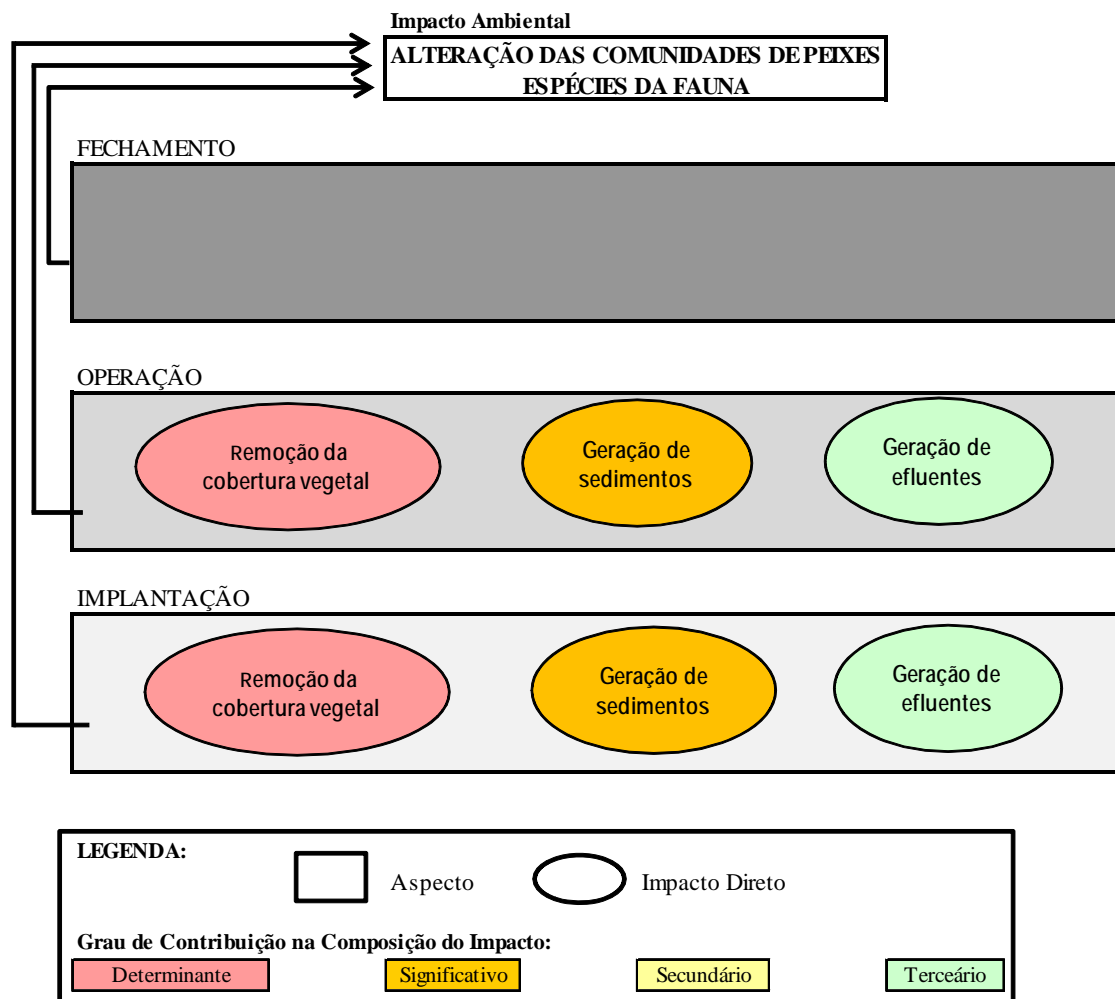 Impacto Ambiental
ALTERAÇÃO DAS COMUNIDADES DE PEIXES
ESPÉCIES DA FAUNA
FECHAMENTO
OPERAÇÃO
Remoção da
cobertura vegetal
Geração de
sedimentos
Geração de
efluentes
IMPLANTAÇÃO
Remoção da
cobertura vegetal
Geração de
sedimentos
Geração de
efluentes
LEGENDA:
Aspecto
Impacto Direto
Grau de Contribuição na Composição do Impacto:
Determinante
Significativo
Secundário
Terceário